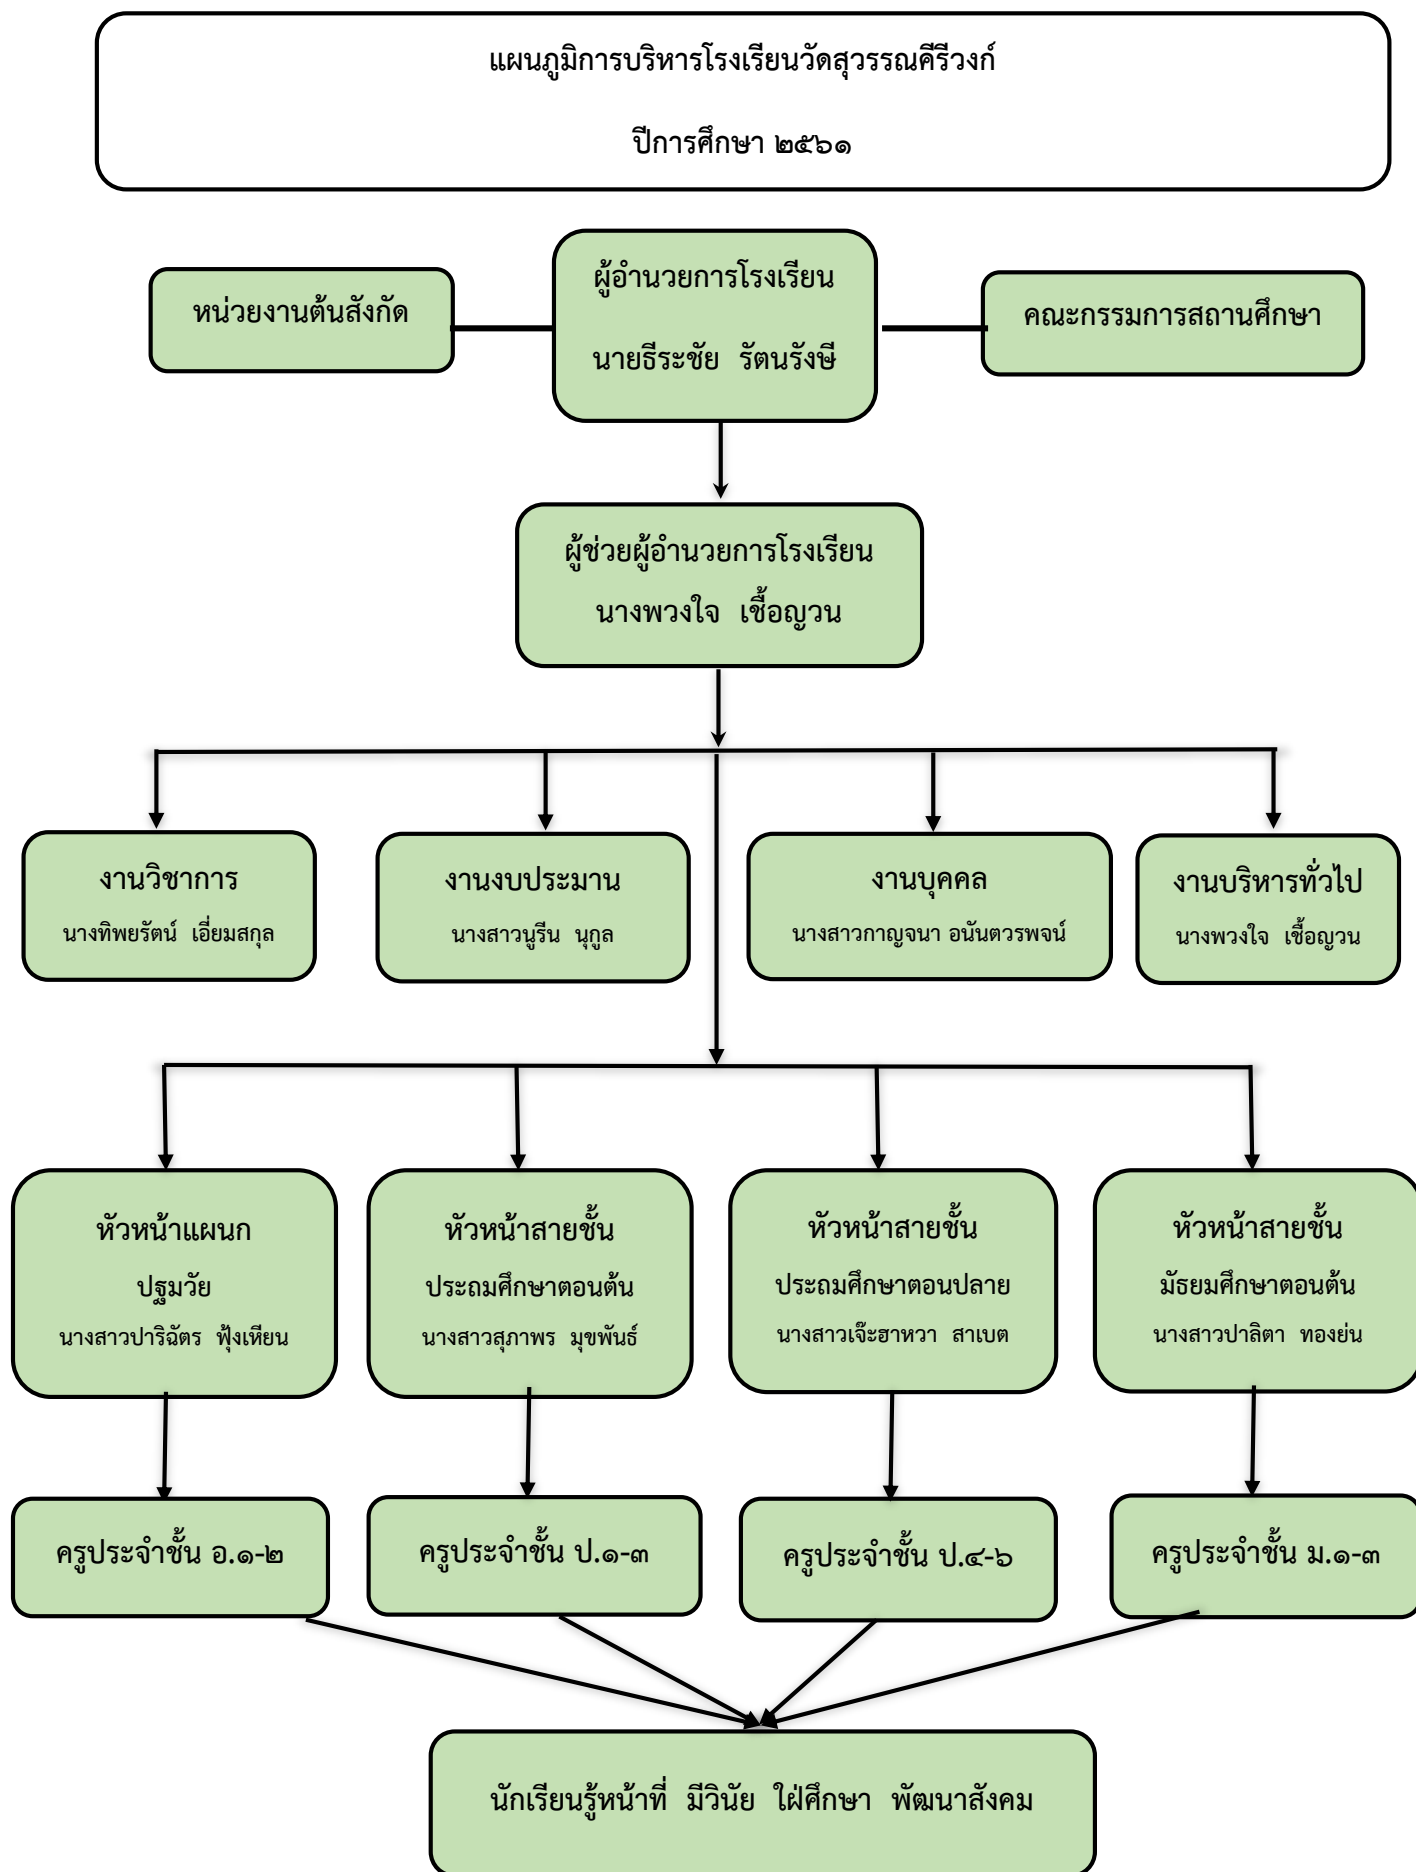 แผนภูมิการบริหารโรงเรียนวัดสุวรรณคีรีวงก์
ปีการศึกษา ๒๕๖๑
หน่วยงานต้นสังกัด
ผู้อำนวยการโรงเรียน
นายธีระชัย รัตนรังษี
คณะกรรมการสถานศึกษา
ผู้ช่วยผู้อำนวยการโรงเรียน
นางพวงใจ เชื้อญวน
งานวิชาการ
นางทิพยรัตน์ เอี่ยมสกุล
งานงบประมาน
นางสาวนูรีน นุกูล
งานบุคคล
นางสาวกาญจนา อนันตวรพจน์
งานบริหารทั่วไป
นางพวงใจ เชื้อญวน
หัวหน้าแผนก
ปฐมวัย
นางสาวปาริฉัตร ฟุ้งเหียน
หัวหน้าสายชั้น
ประถมศึกษาตอนต้น
นางสาวสุภาพร มุขพันธ์
หัวหน้าสายชั้น
ประถมศึกษาตอนปลาย
นางสาวเจ๊ะฮาหวา สาเบต
หัวหน้าสายชั้น
มัธยมศึกษาตอนต้น
นางสาวปาลิตา ทองย่น
ครูประจำชั้น อ.๑-๒
ครูประจำชั้น ป.๑-๓
ครูประจำชั้น ป.๔-๖
ครูประจำชั้น ม.๑-๓
นักเรียนรู้หน้าที่ มีวินัย ใฝ่ศึกษา พัฒนาสังคม